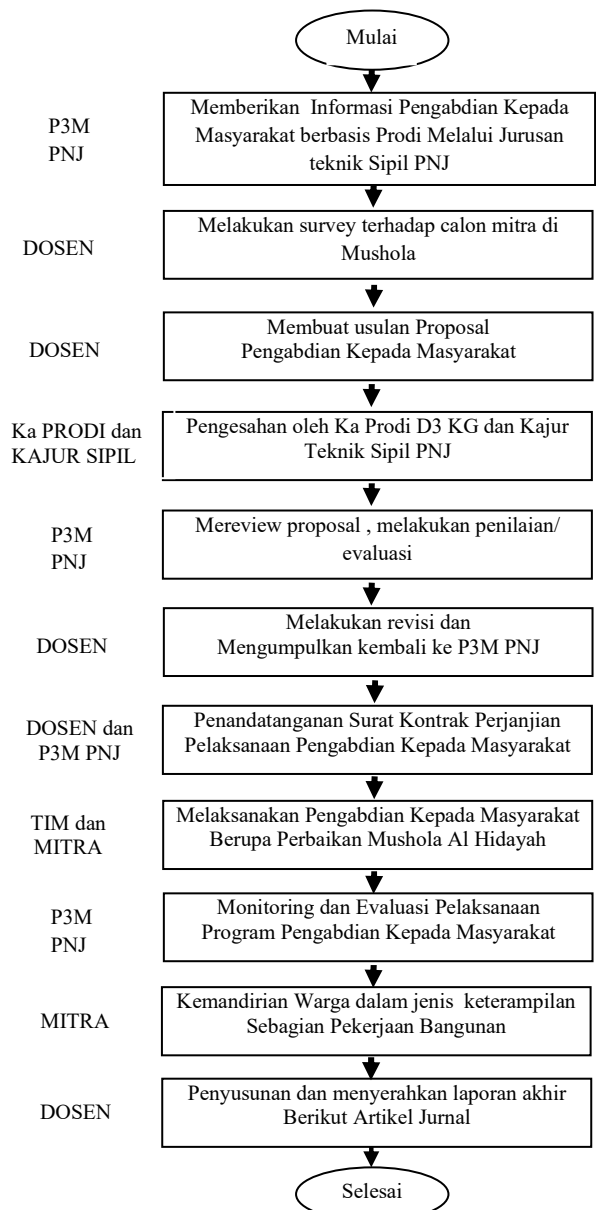 Mulai
P3M
PNJ
Memberikan Informasi Pengabdian Kepada
Masyarakat berbasis Prodi Melalui Jurusan
teknik Sipil PNJ
DOSEN
Melakukan survey terhadap calon mitra di
Mushola
DOSEN
Membuat usulan Proposal
Pengabdian Kepada Masyarakat
Ka PRODI dan
KAJUR SIPIL
Pengesahan oleh Ka Prodi D3 KG dan Kajur
Teknik Sipil PNJ
P3M
PNJ
Mereview proposal , melakukan penilaian/
evaluasi
DOSEN
Melakukan revisi dan
Mengumpulkan kembali ke P3M PNJ
DOSEN dan
P3M PNJ
Penandatanganan Surat Kontrak Perjanjian
Pelaksanaan Pengabdian Kepada Masyarakat
TIM dan
MITRA
Melaksanakan Pengabdian Kepada Masyarakat
Berupa Perbaikan Mushola Al Hidayah
P3M
PNJ
Monitoring dan Evaluasi Pelaksanaan
Program Pengabdian Kepada Masyarakat
MITRA
Kemandirian Warga dalam jenis keterampilan
Sebagian Pekerjaan Bangunan
DOSEN
Penyusunan dan menyerahkan laporan akhir
Berikut Artikel Jurnal
Selesai